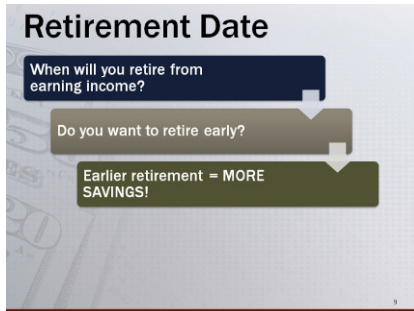 Retirement Date
When will you retire from
earning income?
Do you want to retire early?
Earlier retirement = MORE
SAVINGS!
9